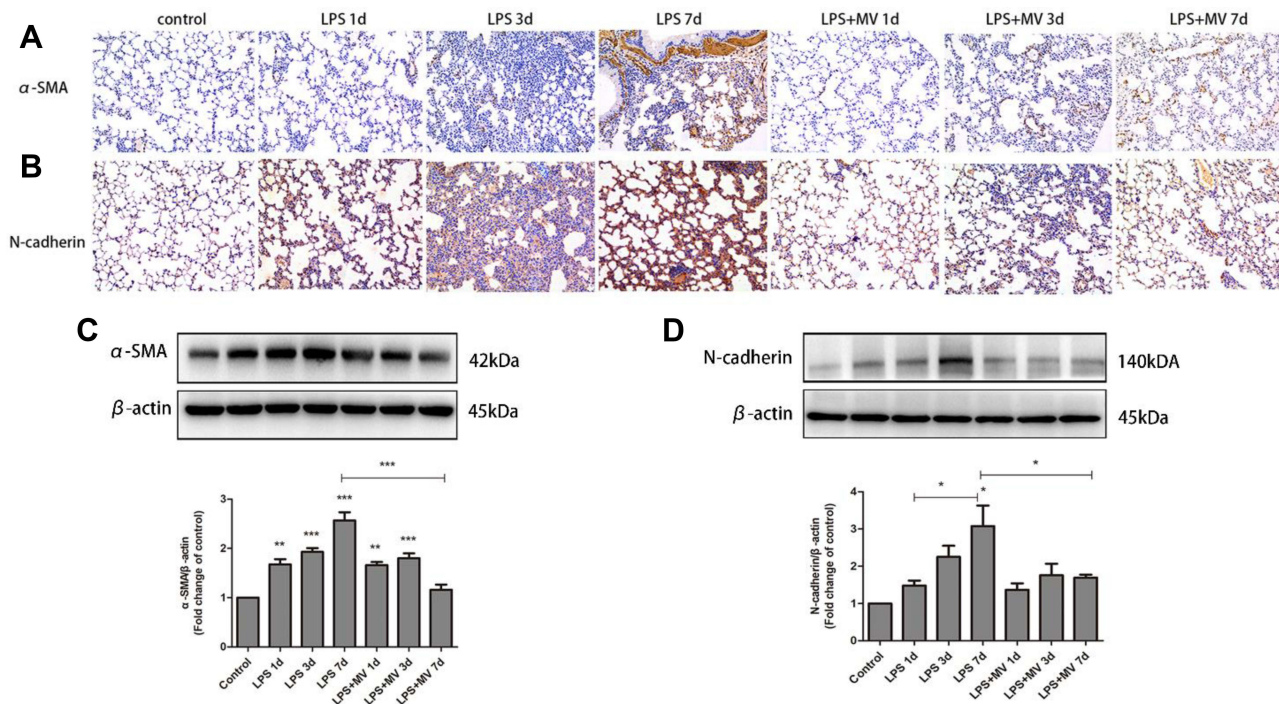 control LPS 1d LPS 3d LPS 7d LPS+MV 1d LPS+MV 3d LPS+MV 7d
A
α-SMA
B
N-cadherin
C
α-SMA 42kDa
β-actin 45kDa
***
3
2
1
0
α-SMA/β-actin
(Fold change of control)
** *** *** ** ***
Control LPS 1d LPS 3d LPS 7d LPS+MV 1d LPS+MV 3d LPS+MV 7d
D
N-cadherin 140kDA
β-actin 45kDa
* * *
4
3
2
1
0
N-cadherin/β-actin
(Fold change of control)
Control LPS 1d LPS 3d LPS 7d LPS+MV 1d LPS+MV 3d LPS+MV 7d